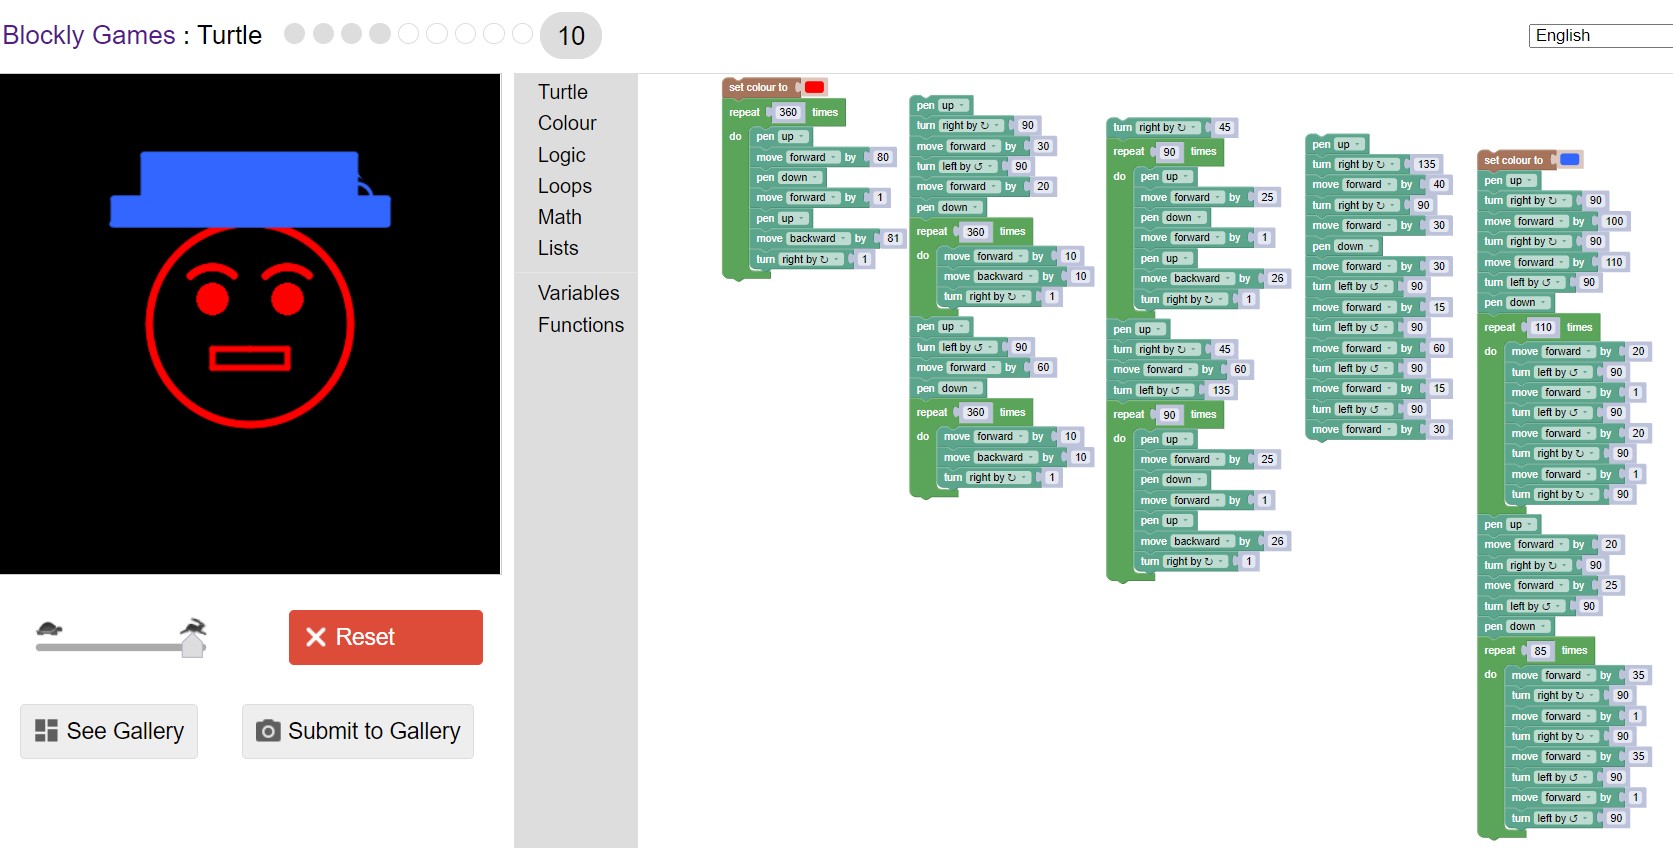 Blockly Games : Turtle
10
English
Turtle
Colour
Logic
Loops
Math
Lists
Variables
Functions
set colour to
repeat 360 times
do pen up
move forward by 80
pen down
move forward by 1
pen up
move backward by 81
turn right by ↻ 1
pen up
turn right by ↻ 90
move forward by 30
turn left by ↺ 90
move forward by 20
pen down
repeat 360 times
do move forward by 10
move backward by 10
turn right by ↻ 1
pen up
turn left by ↺ 90
move forward by 60
pen down
repeat 360 times
do move forward by 10
move backward by 10
turn right by ↻ 1
turn right by ↻ 45
repeat 90 times
do pen up
move forward by 25
pen down
move forward by 1
pen up
move backward by 26
turn right by ↻ 1
pen up
turn right by ↻ 45
move forward by 60
turn left by ↺ 135
repeat 90 times
do pen up
move forward by 25
pen down
move forward by 1
pen up
move backward by 26
turn right by ↻ 1
pen up
turn right by ↻ 135
move forward by 40
turn right by ↻ 90
move forward by 30
pen down
move forward by 30
turn left by ↺ 90
move forward by 15
turn left by ↺ 90
move forward by 60
turn left by ↺ 90
move forward by 15
turn left by ↺ 90
move forward by 30
set colour to
pen up
turn right by ↻ 90
move forward by 100
turn right by ↻ 90
move forward by 110
turn left by ↺ 90
pen down
repeat 110 times
do move forward by 20
turn left by ↺ 90
move forward by 1
turn left by ↺ 90
move forward by 20
turn right by ↻ 90
move forward by 1
turn right by ↻ 90
pen up
move forward by 20
turn right by ↻ 90
move forward by 25
turn left by ↺ 90
pen down
repeat 85 times
do move forward by 35
turn right by ↻ 90
move forward by 1
turn right by ↻ 90
move forward by 35
turn left by ↺ 90
move forward by 1
turn left by ↺ 90
Reset
See Gallery
Submit to Gallery